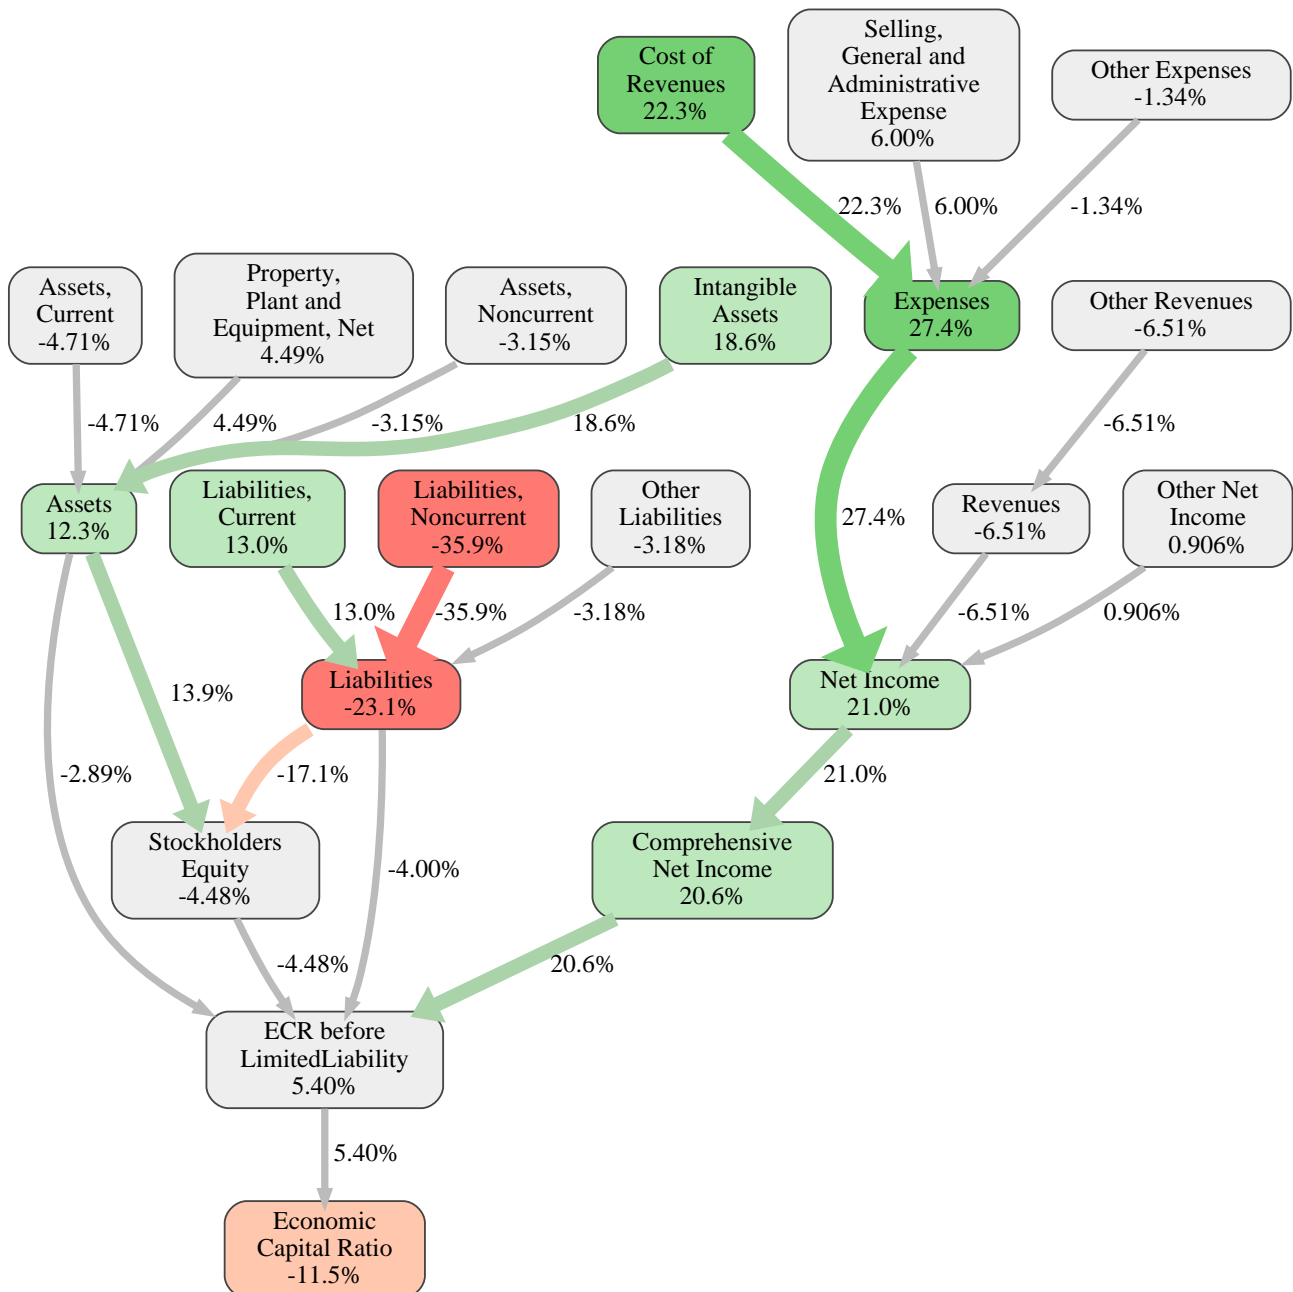 Cost of
Revenues
22.3%
Selling,
General and
Administrative
Expense
6.00%
Other Expenses
-1.34%
22.3%
6.00%
-1.34%
Assets,
Current
-4.71%
Property,
Plant and
Equipment, Net
4.49%
Assets,
Noncurrent
-3.15%
Intangible
Assets
18.6%
Expenses
27.4%
Other Revenues
-6.51%
-4.71%
4.49%
-3.15%
18.6%
-6.51%
Assets
12.3%
Liabilities,
Current
13.0%
Liabilities,
Noncurrent
-35.9%
Other
Liabilities
-3.18%
27.4%
Revenues
-6.51%
Other Net
Income
0.906%
13.0%
-35.9%
-3.18%
-6.51%
0.906%
13.9%
Liabilities
-23.1%
Net Income
21.0%
-2.89%
-17.1%
21.0%
Stockholders
Equity
-4.48%
-4.00%
Comprehensive
Net Income
20.6%
-4.48%
20.6%
ECR before
LimitedLiability
5.40%
5.40%
Economic
Capital Ratio
-11.5%